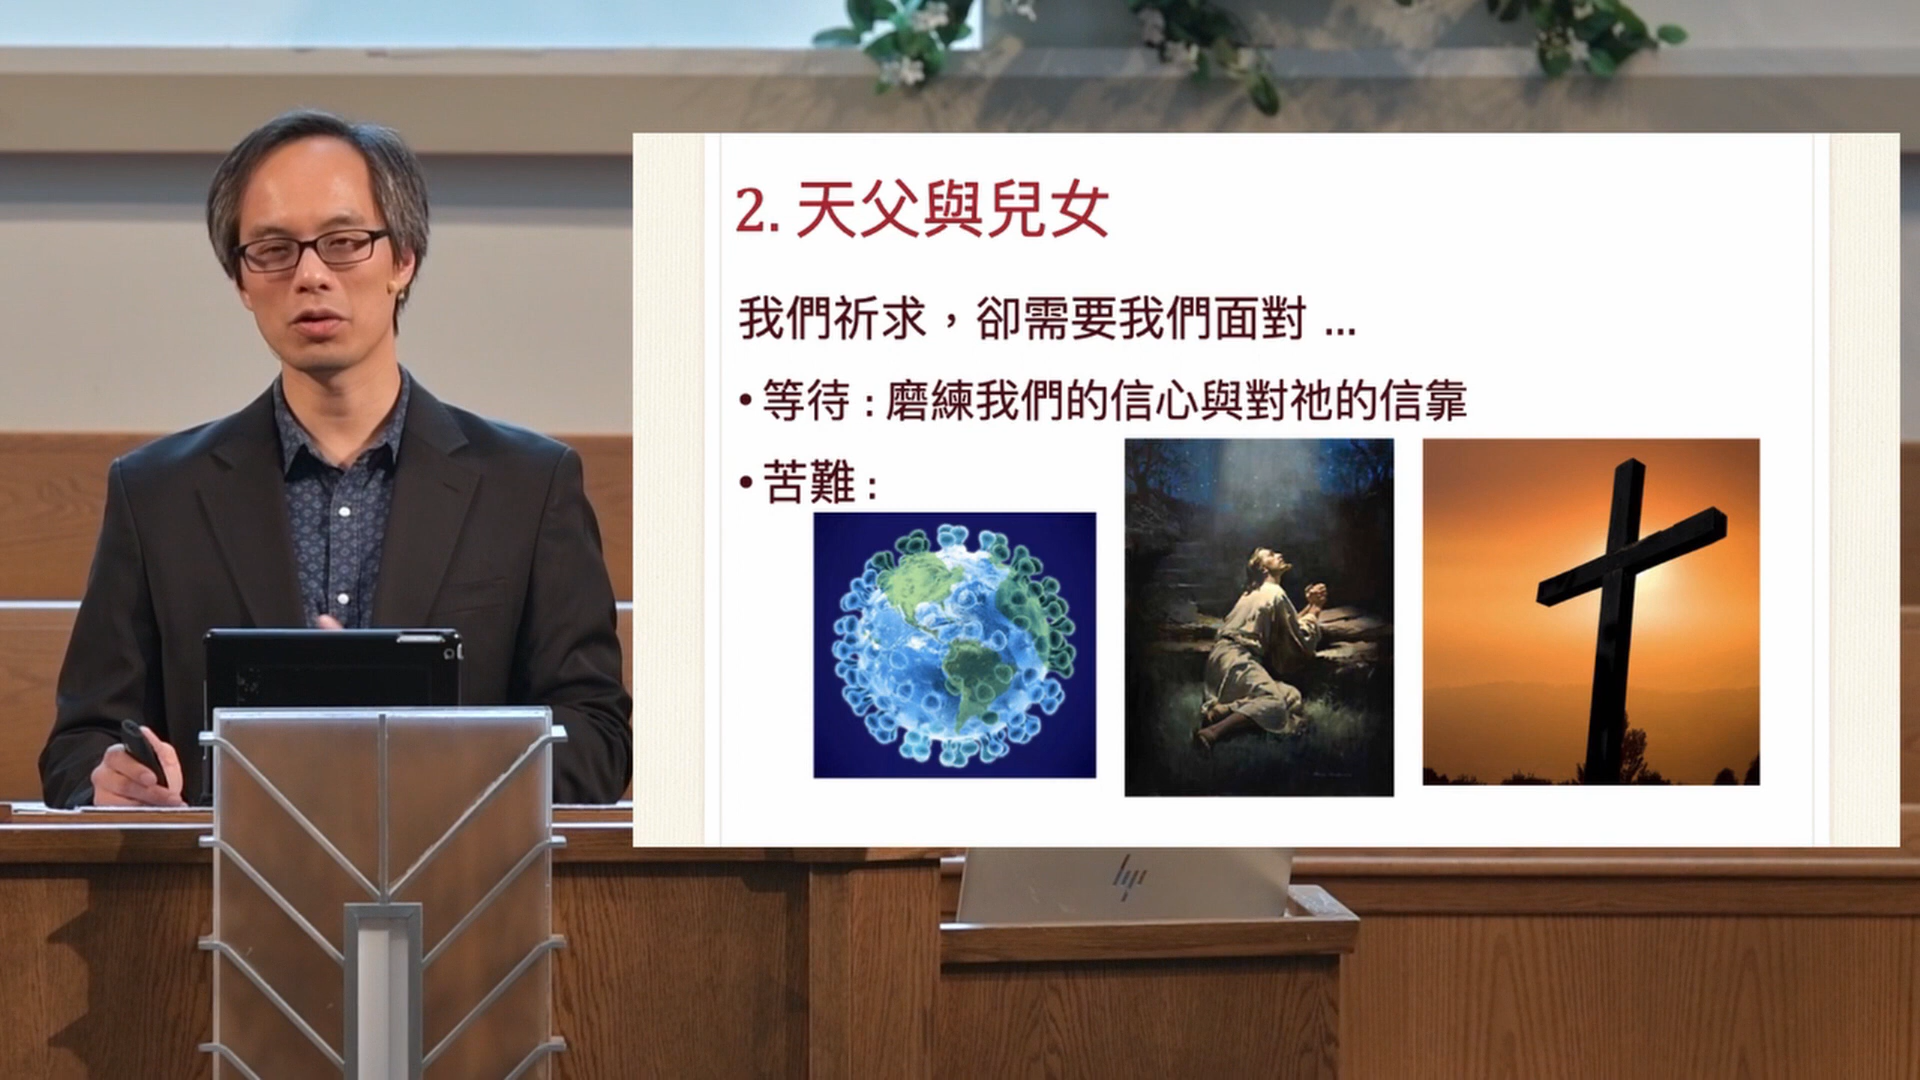 2. 天父與兒女
我們祈求，卻需要我們面對 ...
• 等待 : 磨練我們的信心與對祂的信靠
• 苦難 :
hp